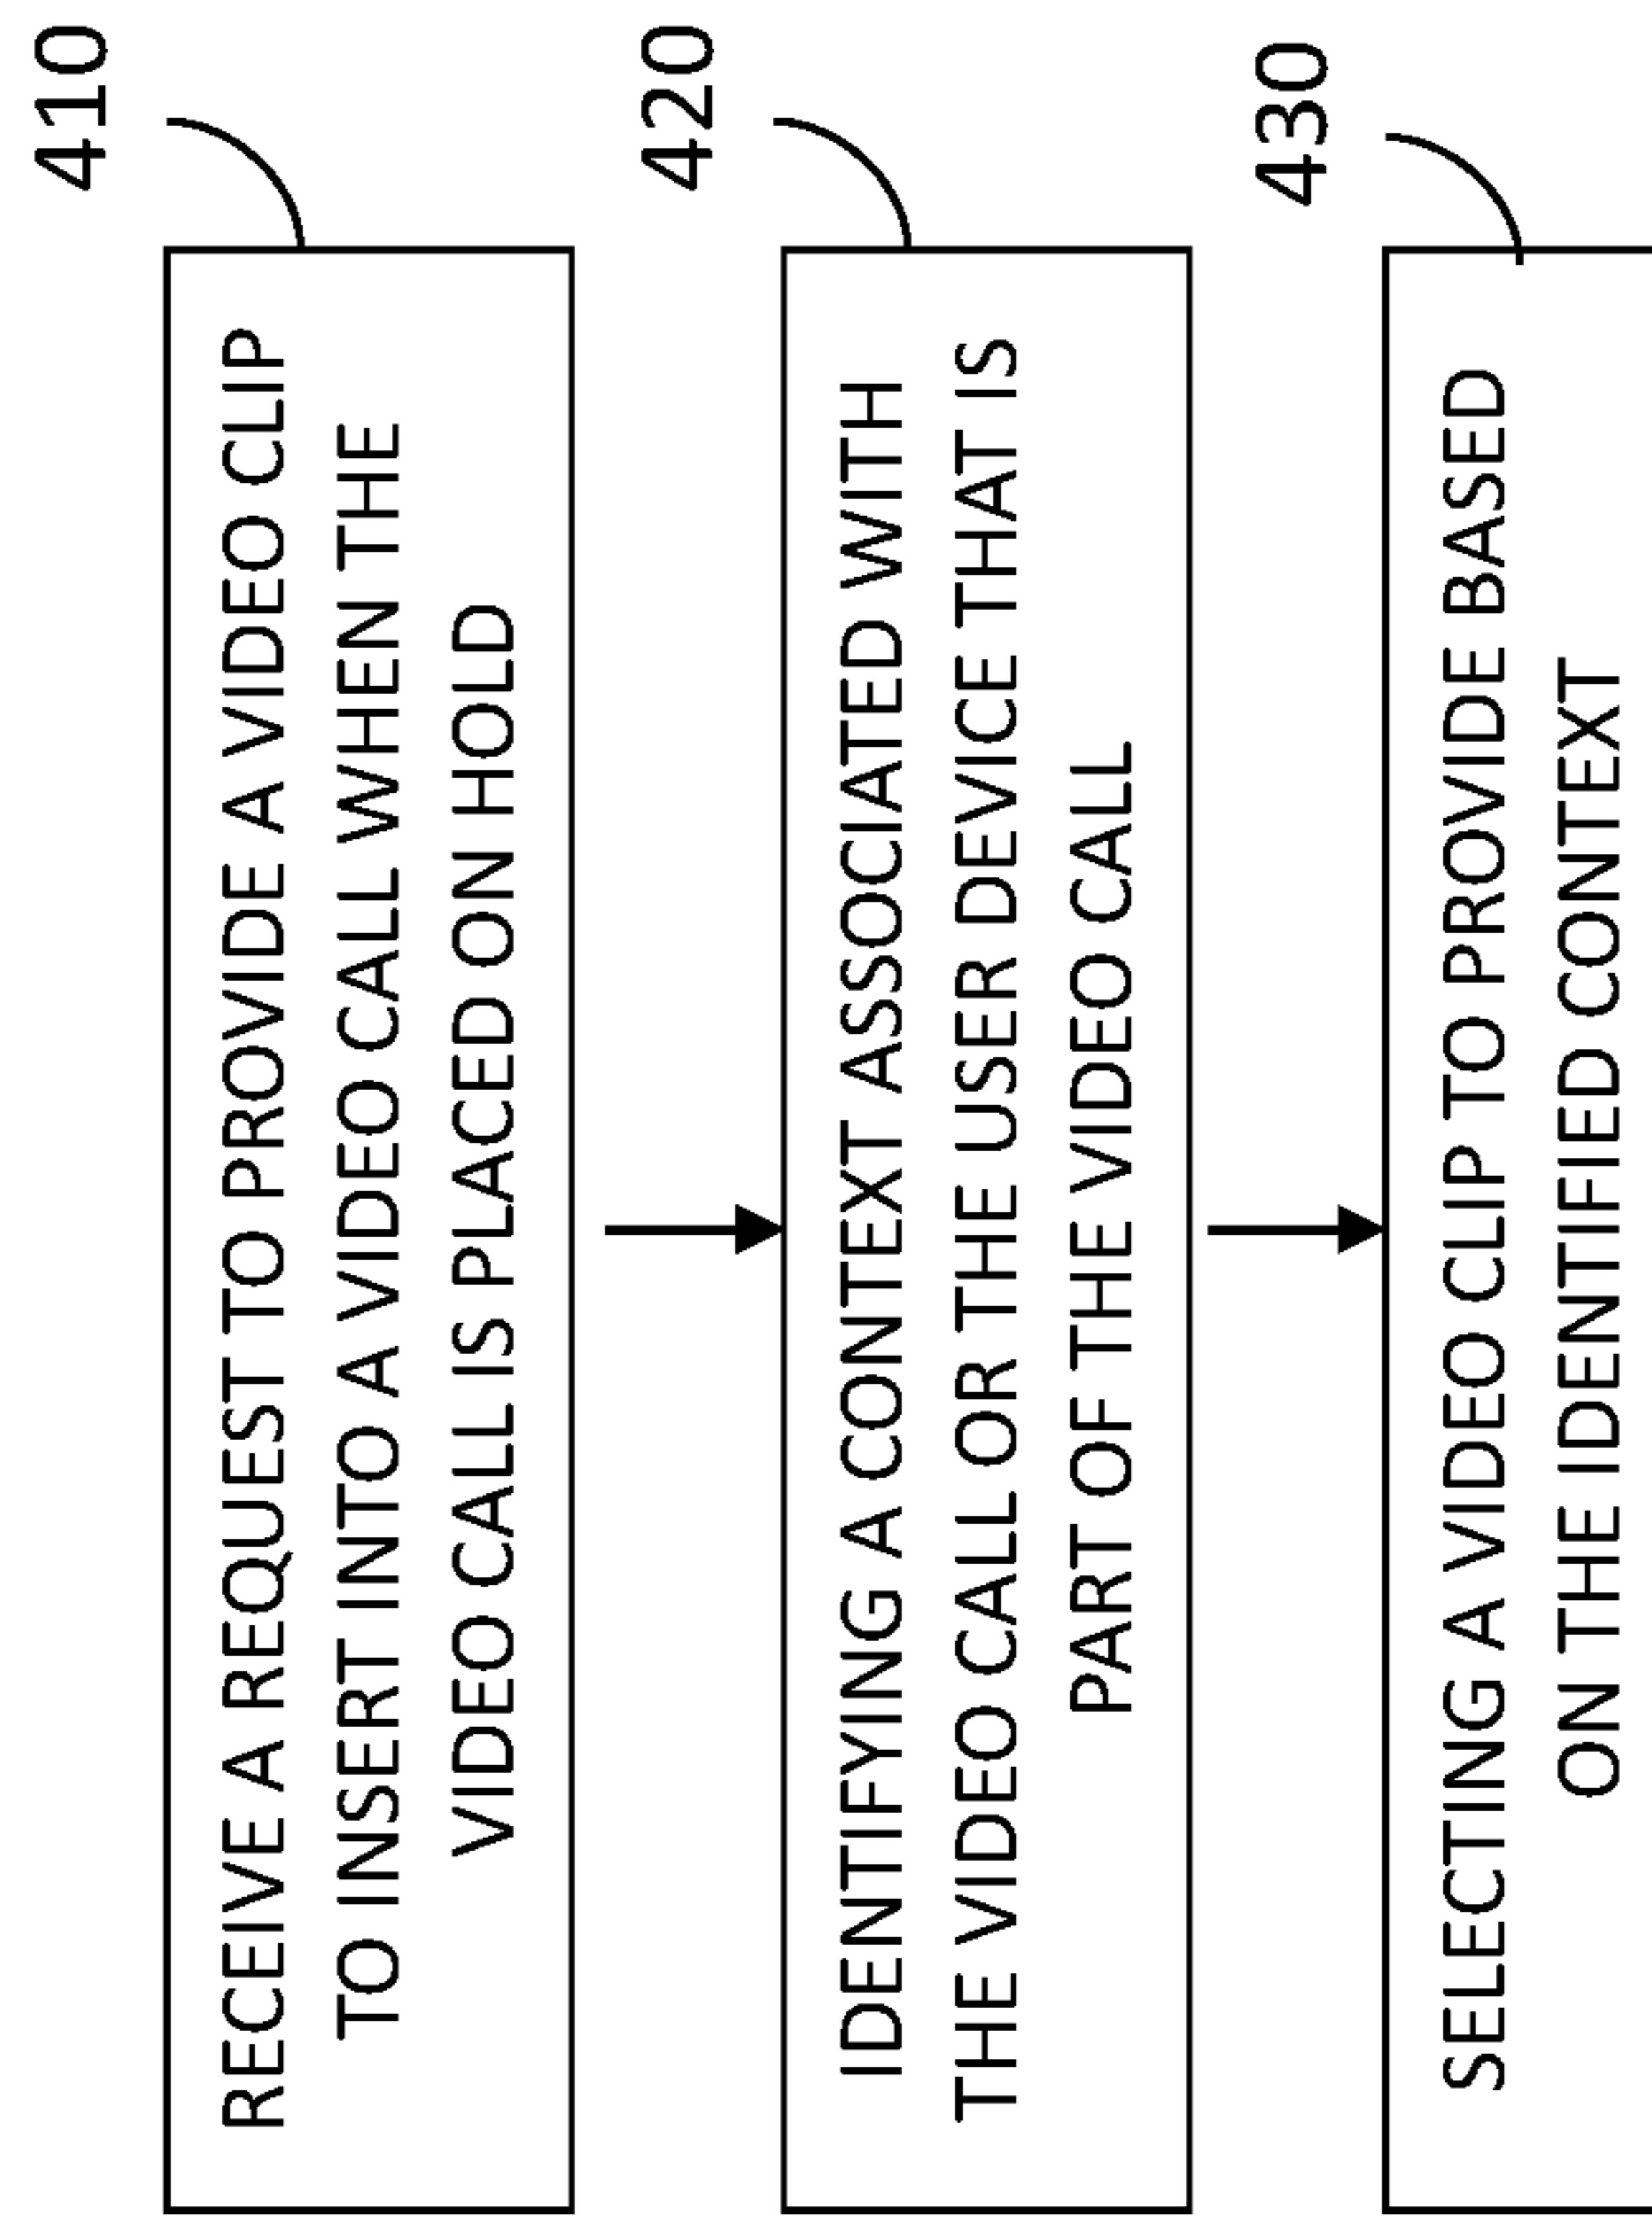 410
RECEIVE A REQUEST TO PROVIDE A VIDEO CLIP
TO INSERT INTO A VIDEO CALL WHEN THE
VIDEO CALL IS PLACED ON HOLD
420
IDENTIFYING A CONTEXT ASSOCIATED WITH
THE VIDEO CALL OR THE USER DEVICE THAT IS
PART OF THE VIDEO CALL
430
SELECTING A VIDEO CLIP TO PROVIDE BASED
ON THE IDENTIFIED CONTEXT